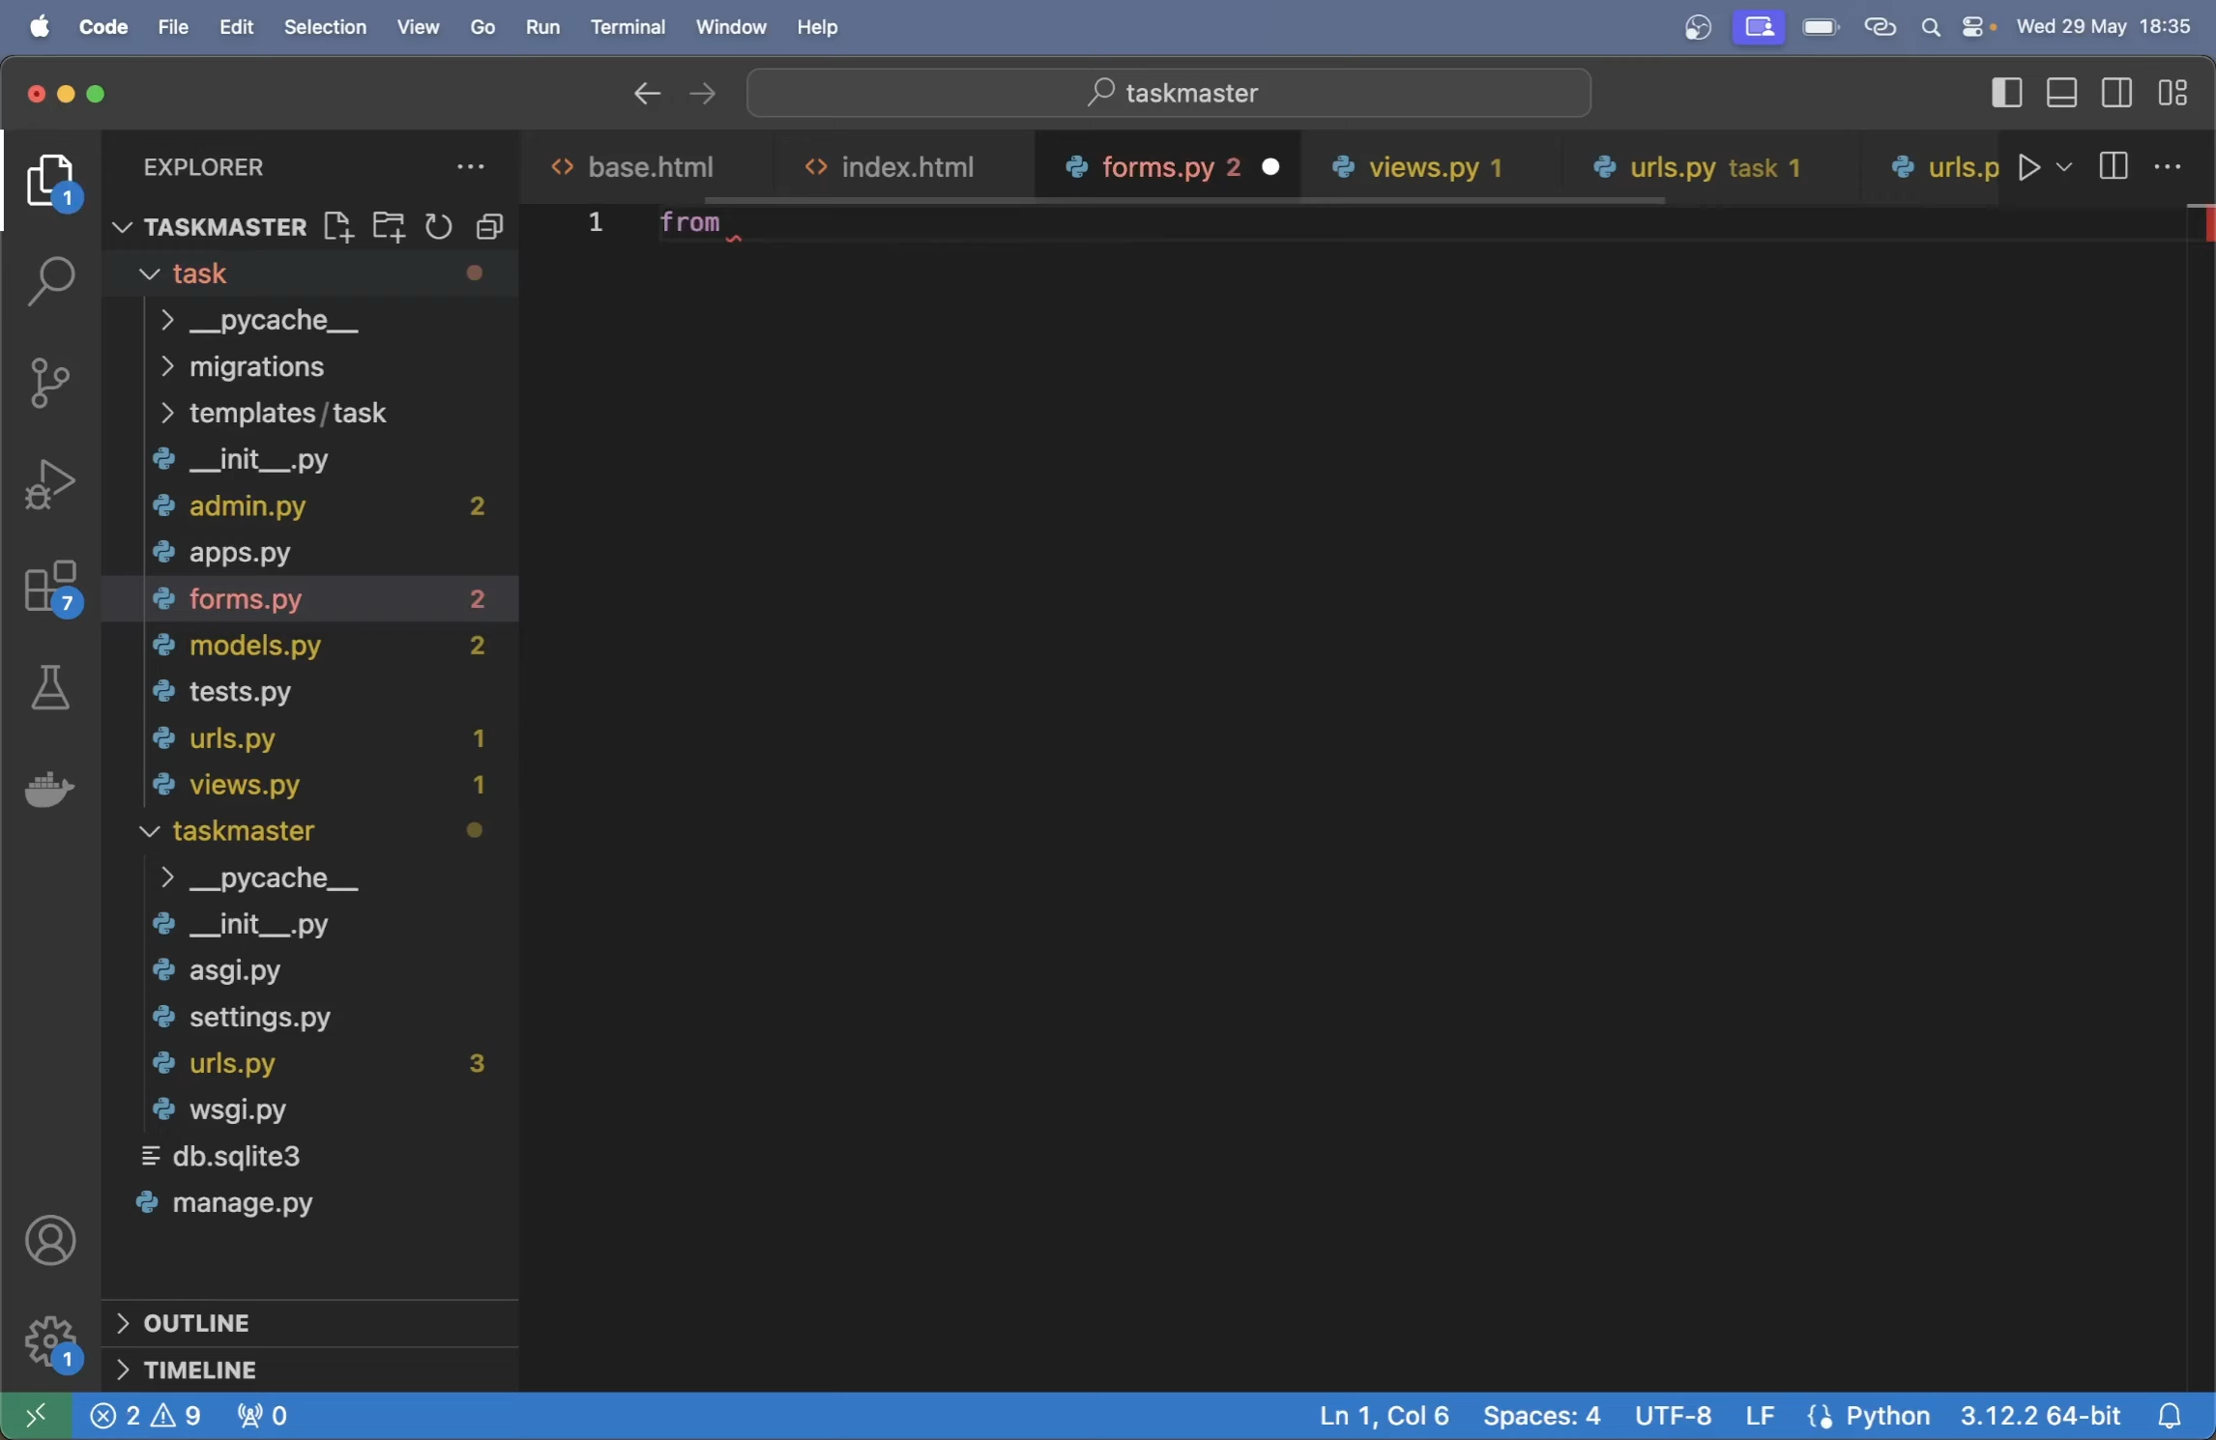 Code File Edit Selection View Go Run Terminal Window Help Wed 29 May 18:35
taskmaster
EXPLORER
base.html index.html forms.py 2 views.py 1 urls.py task 1 urls.p
1
TASKMASTER
1 from
task
__pycache__
migrations
templates/task
__init__.py
admin.py 2
apps.py
forms.py 2
7
models.py 2
tests.py
urls.py 1
views.py 1
taskmaster
__pycache__
__init__.py
asgi.py
settings.py
urls.py 3
wsgi.py
db.sqlite3
manage.py
OUTLINE
1
TIMELINE
2 9 0 Ln 1, Col 6 Spaces: 4 UTF-8 LF Python 3.12.2 64-bit